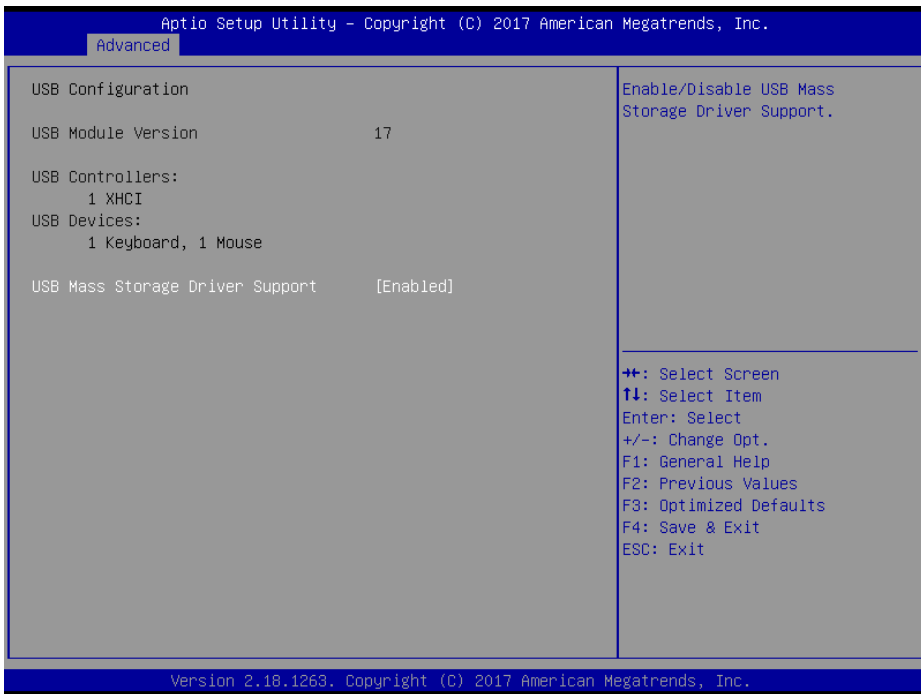 Aptio Setup Utility – Copyright (C) 2017 American Megatrends, Inc.
Advanced
USB Configuration
USB Module Version 17
USB Controllers:
1 XHCI
USB Devices:
1 Keyboard, 1 Mouse
USB Mass Storage Driver Support [Enabled]
Enable/Disable USB Mass
Storage Driver Support.
→←: Select Screen
↑↓: Select Item
Enter: Select
+/-: Change Opt.
F1: General Help
F2: Previous Values
F3: Optimized Defaults
F4: Save & Exit
ESC: Exit
Version 2.18.1263. Copyright (C) 2017 American Megatrends, Inc.